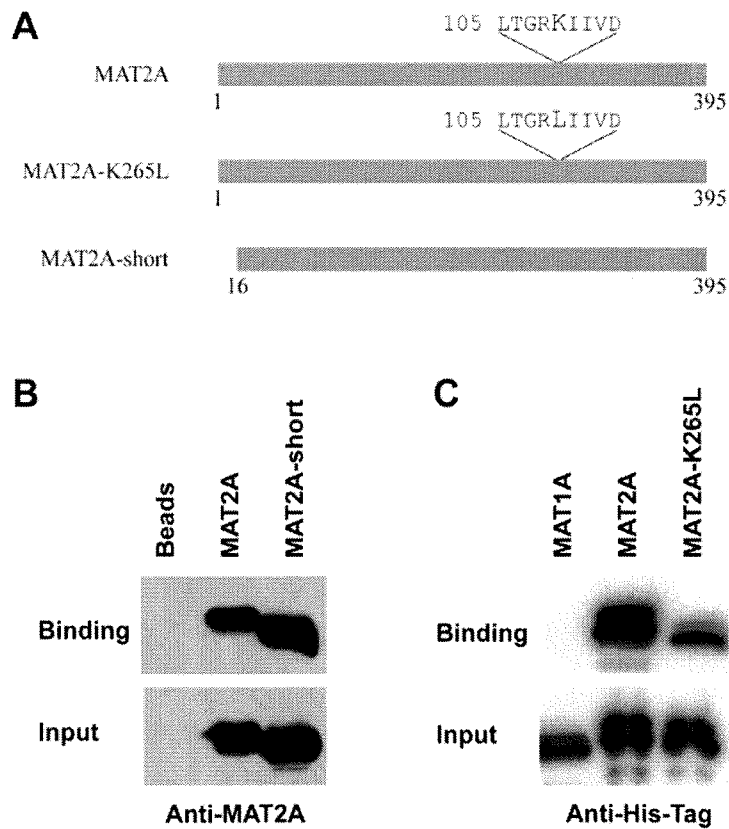 A
105 LTGRKIIVD
MAT2A
1 395
105 LTGRLIIVD
MAT2A-K265L
1 395
MAT2A-short
16 395
B
Beads
MAT2A
MAT2A-short
Binding
Input
Anti-MAT2A
C
MAT1A
MAT2A
MAT2A-K265L
Binding
Input
Anti-His-Tag